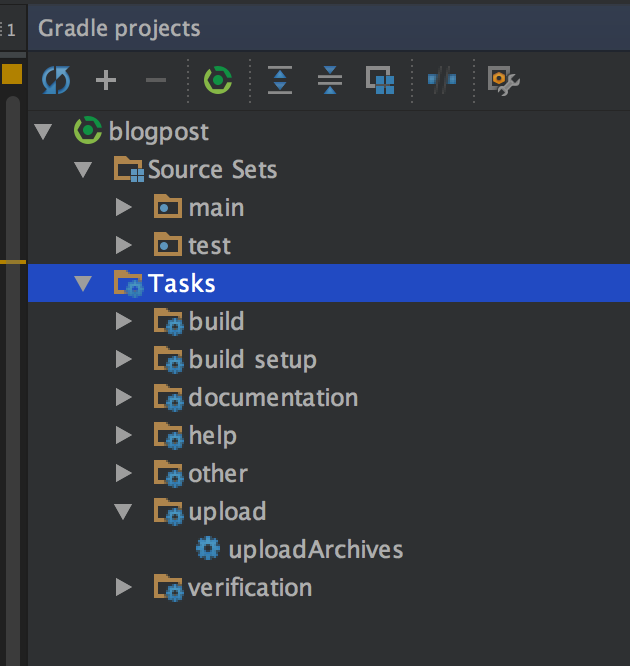 1
Gradle projects
blogpost
Source Sets
main
test
Tasks
build
build setup
documentation
help
other
upload
uploadArchives
verification